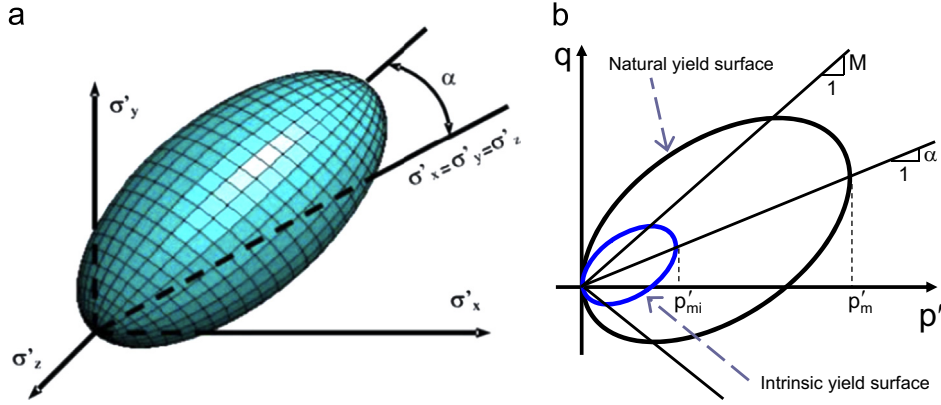 a
σ'y
α
σ'x=σ'y=σ'z
σ'x
σ'z
b
q
Natural yield surface
M
1
α
1
p'mi
p'm
p'
Intrinsic yield surface